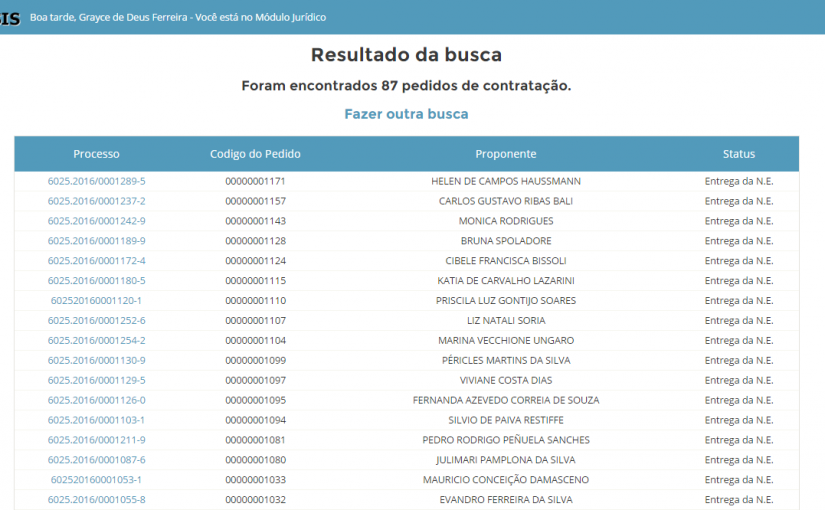 SIS Boa tarde, Grayce de Deus Ferreira - Você está no Módulo Jurídico
Resultado da busca
Foram encontrados 87 pedidos de contratação.
Fazer outra busca
Processo Codigo do Pedido Proponente Status
6025.2016/0001289-5 00000001171 HELEN DE CAMPOS HAUSSMANN Entrega da N.E.
6025.2016/0001237-2 00000001157 CARLOS GUSTAVO RIBAS BALI Entrega da N.E.
6025.2016/0001242-9 00000001143 MONICA RODRIGUES Entrega da N.E.
6025.2016/0001189-9 00000001128 BRUNA SPOLADORE Entrega da N.E.
6025.2016/0001172-4 00000001124 CIBELE FRANCISCA BISSOLI Entrega da N.E.
6025.2016/0001180-5 00000001115 KATIA DE CARVALHO LAZARINI Entrega da N.E.
602520160001120-1 00000001110 PRISCILA LUZ GONTIJO SOARES Entrega da N.E.
6025.2016/0001252-6 00000001107 LIZ NATALI SORIA Entrega da N.E.
6025.2016/0001254-2 00000001104 MARINA VECCHIONE UNGARO Entrega da N.E.
6025.2016/0001130-9 00000001099 PÉRICLES MARTINS DA SILVA Entrega da N.E.
6025.2016/0001129-5 00000001097 VIVIANE COSTA DIAS Entrega da N.E.
6025.2016/0001126-0 00000001095 FERNANDA AZEVEDO CORREIA DE SOUZA Entrega da N.E.
6025.2016/0001103-1 00000001094 SILVIO DE PAIVA RESTIFFE Entrega da N.E.
6025.2016/0001211-9 00000001081 PEDRO RODRIGO PEÑUELA SANCHES Entrega da N.E.
6025.2016/0001087-6 00000001080 JULIMARI PAMPLONA DA SILVA Entrega da N.E.
602520160001053-1 00000001033 MAURICIO CONCEIÇÃO DAMASCENO Entrega da N.E.
6025.2016/0001055-8 00000001032 EVANDRO FERREIRA DA SILVA Entrega da N.E.